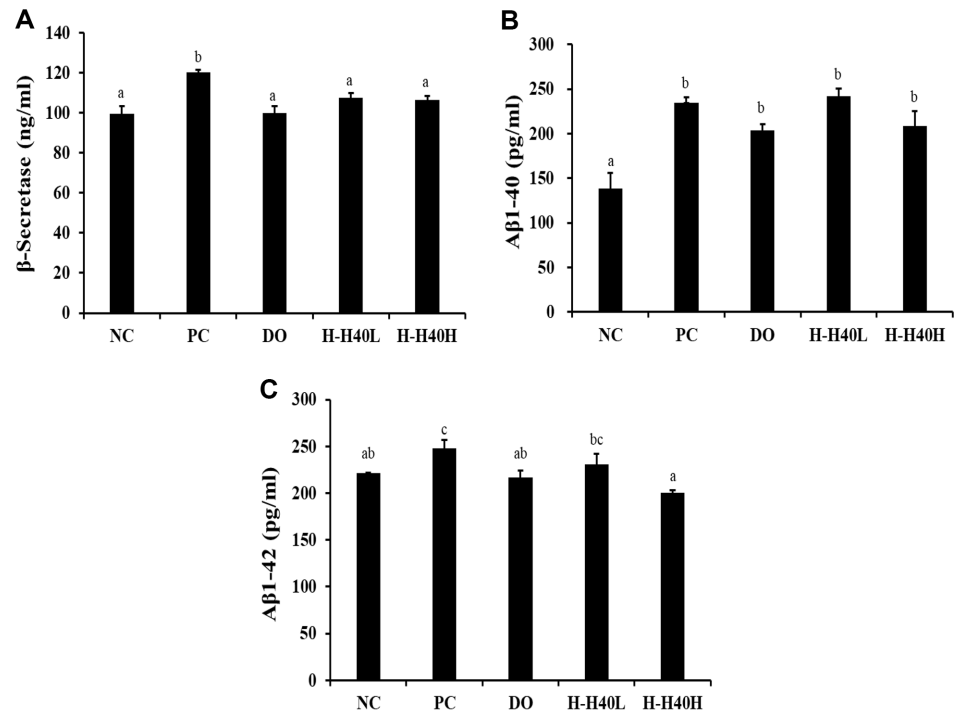 A
β-Secretase (ng/ml)
140
120
100
80
60
40
20
0
a
b
a
a
a
NC PC DO H-H40L H-H40H
B
Aβ1-40 (pg/ml)
300
250
200
150
100
50
0
a
b
b
b
b
NC PC DO H-H40L H-H40H
C
Aβ1-42 (pg/ml)
300
250
200
150
100
50
0
ab
c
ab
bc
a
NC PC DO H-H40L H-H40H